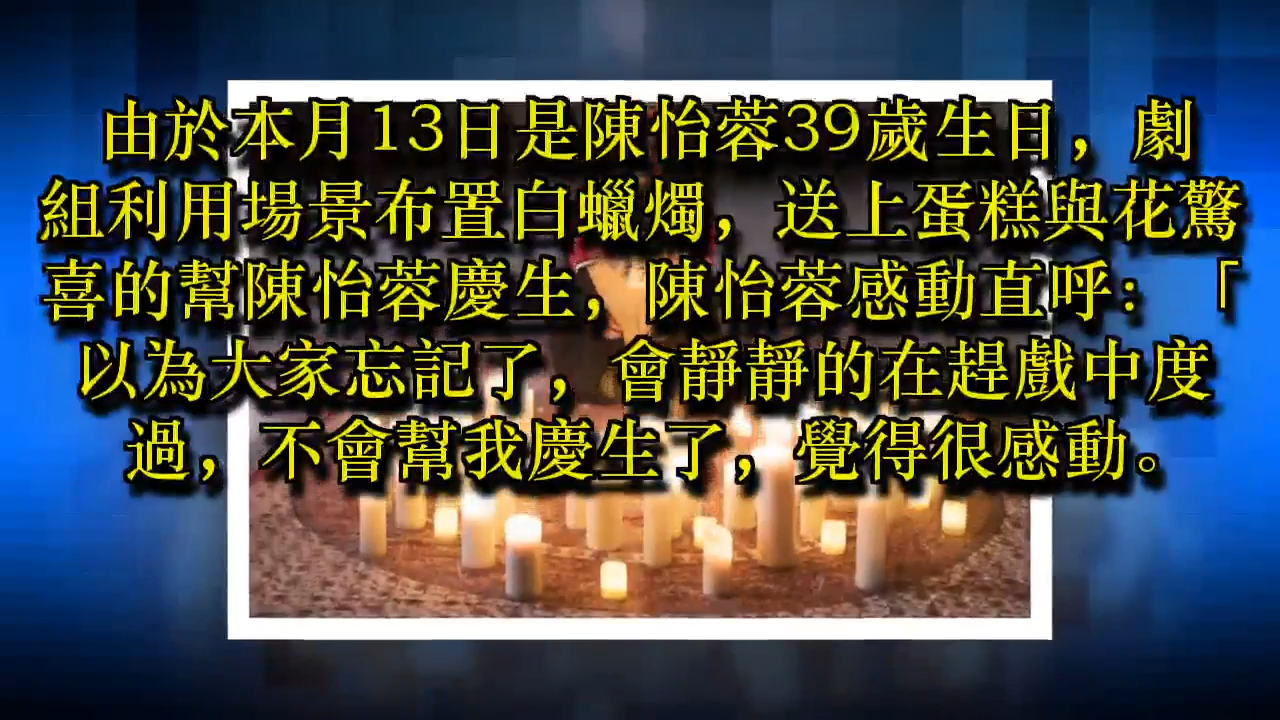 由於本月13日是陳怡蓉39歲生日，劇
組利用場景布置白蠟燭，送上蛋糕與花驚
喜的幫陳怡蓉慶生，陳怡蓉感動直呼：「
以為大家忘記了，會靜靜的在趕戲中度
過，不會幫我慶生了，覺得很感動。